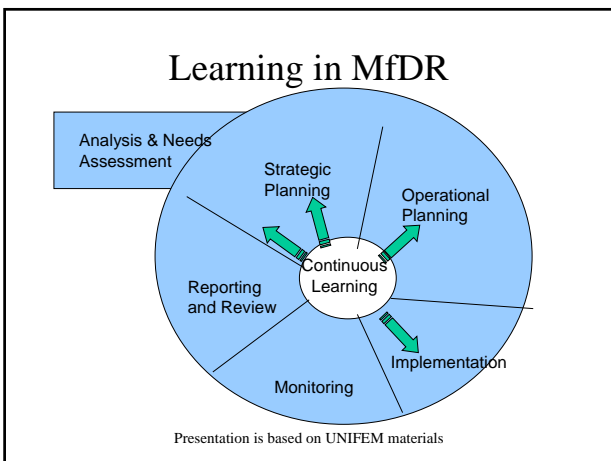 Learning in MfDR
Analysis & Needs
Assessment
Strategic
Planning
Operational
Planning
Continuous
Learning
Reporting
and Review
Implementation
Monitoring
Presentation is based on UNIFEM materials